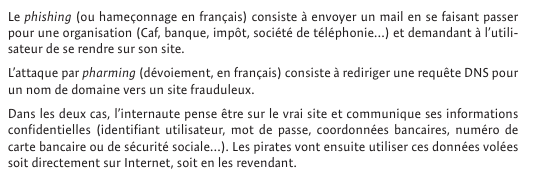 Le phishing (ou hameçonnage en français) consiste à envoyer un mail en se faisant passer
pour une organisation (Caf, banque, impôt, société de téléphonie...) et demandant à l'utili-
sateur de se rendre sur son site.
L'attaque par pharming (dévoiement, en français) consiste à rediriger une requête DNS pour
un nom de domaine vers un site frauduleux.
Dans les deux cas, l'internaute pense être sur le vrai site et communique ses informations
confidentielles (identifiant utilisateur, mot de passe, coordonnées bancaires, numéro de
carte bancaire ou de sécurité sociale...). Les pirates vont ensuite utiliser ces données volées
soit directement sur Internet, soit en les revendant.